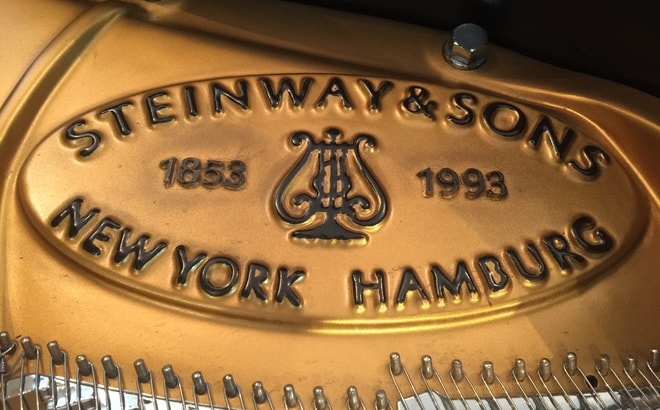 STEINWAY & SONS
1853 1993
NEW YORK HAMBURG